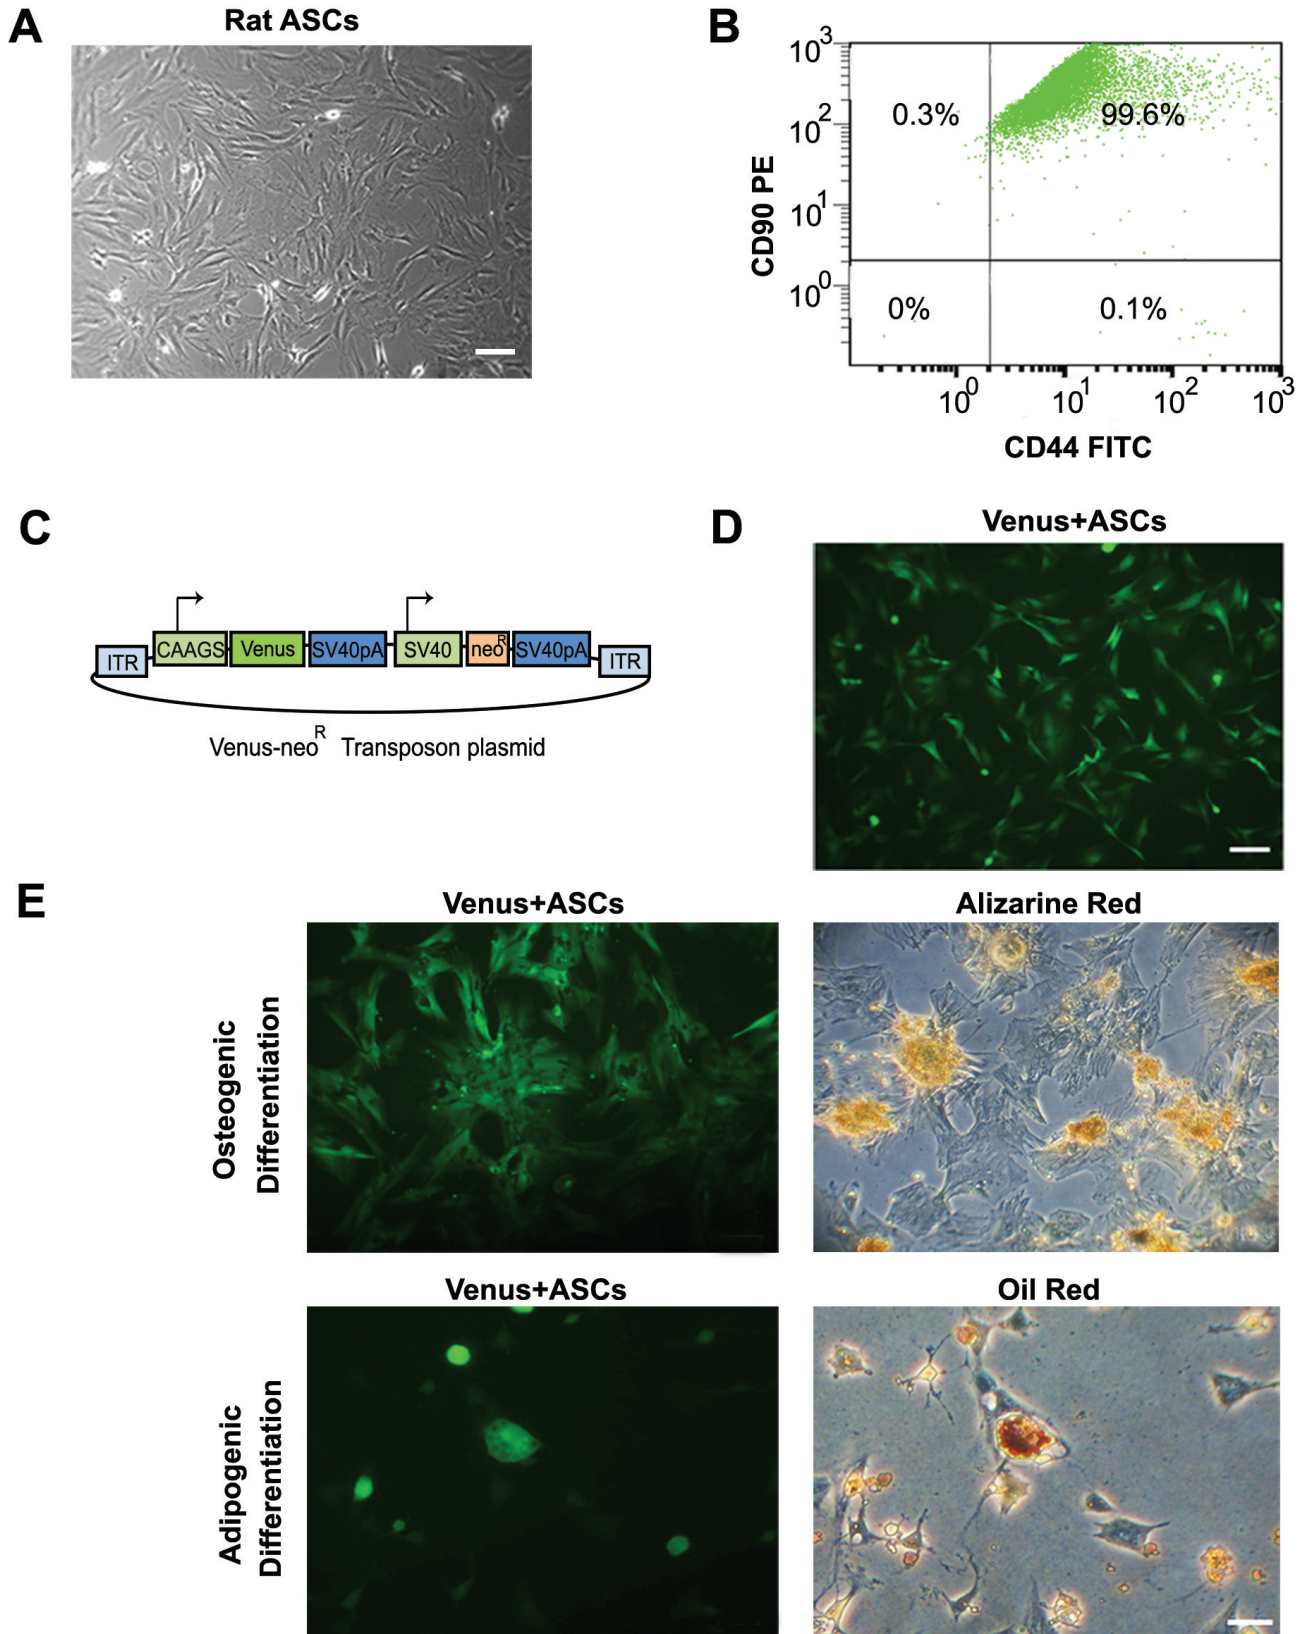 A
Rat ASCs
B
10³
10²
10¹
10⁰
CD90 PE
0.3%
99.6%
0%
0.1%
10⁰ 10¹ 10² 10³
CD44 FITC
C
ITR CAAGS Venus SV40pA SV40 neoᴿ SV40pA ITR
Venus-neoᴿ Transposon plasmid
D
Venus+ASCs
E
Venus+ASCs
Alizarine Red
Osteogenic
Differentiation
Venus+ASCs
Oil Red
Adipogenic
Differentiation